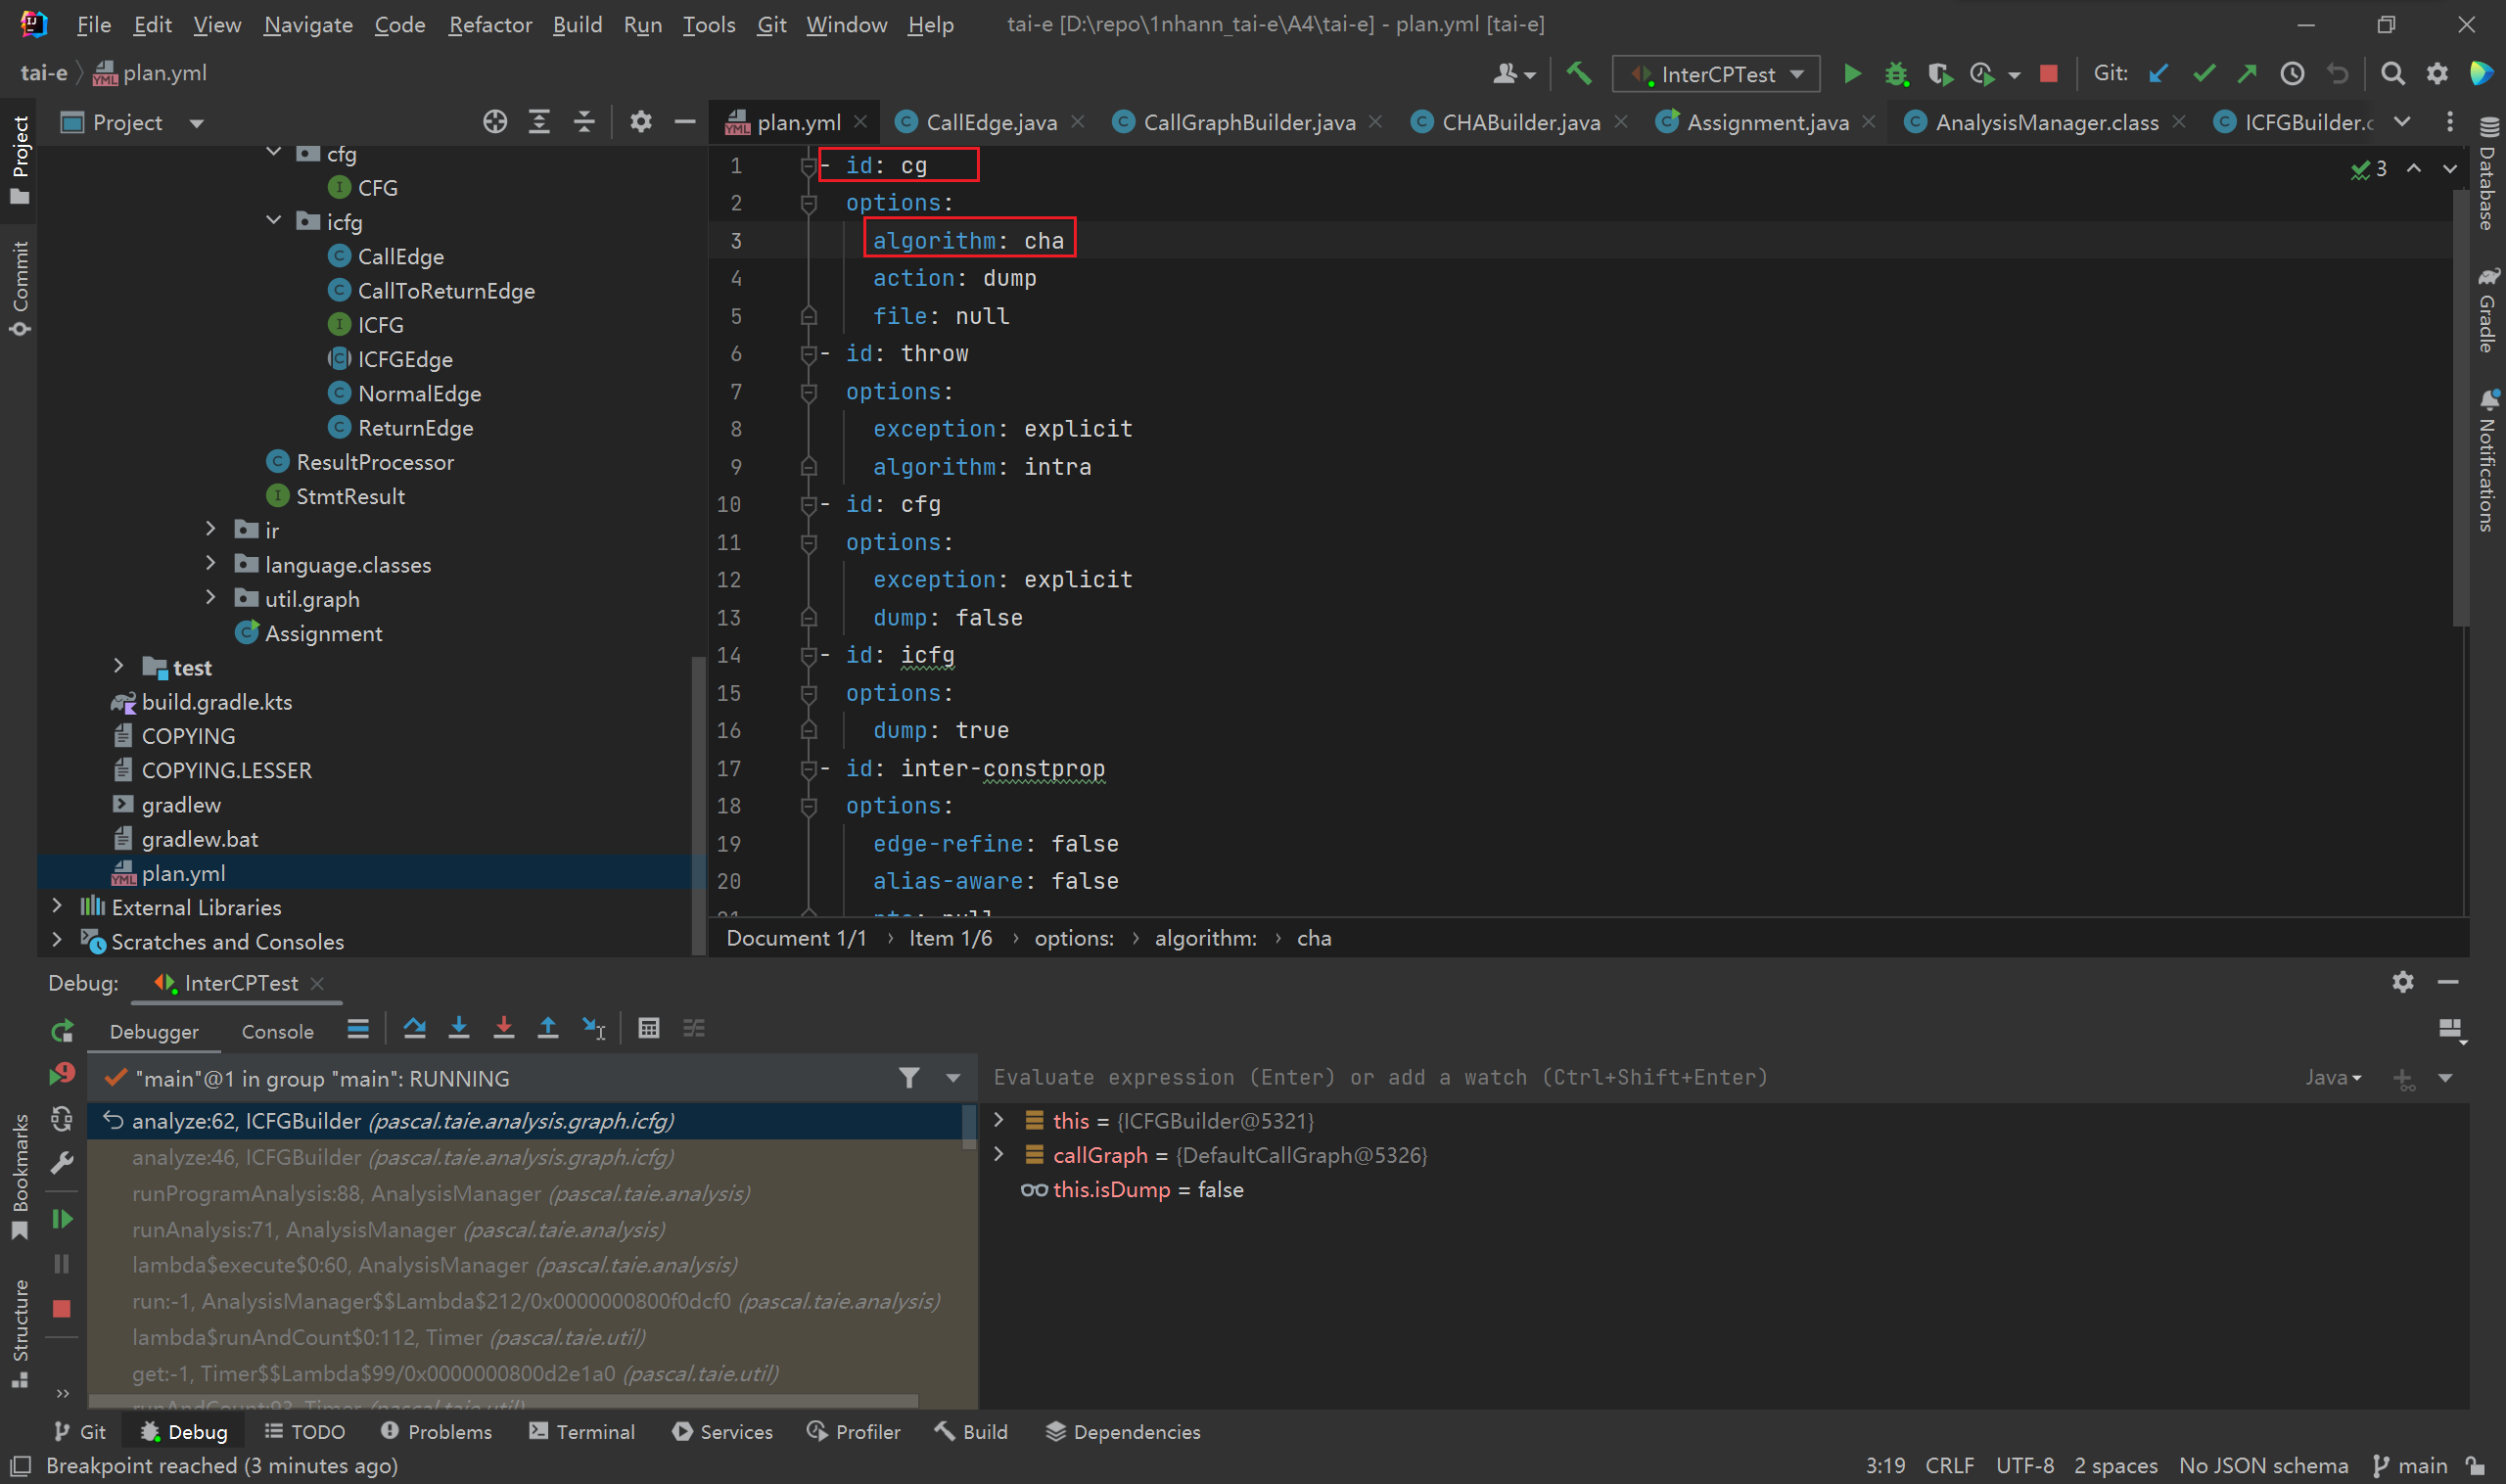 File Edit View Navigate Code Refactor Build Run Tools Git Window Help tai-e [D:\repo\1nhann_tai-e\A4\tai-e] - plan.yml [tai-e]
tai-e plan.yml InterCPTest Git:
Project
plan.yml CallEdge.java CallGraphBuilder.java CHABuilder.java Assignment.java AnalysisManager.class ICFGBuilder.c
Project
Commit
Bookmarks
Structure
cfg
CFG
icfg
CallEdge
CallToReturnEdge
ICFG
ICFGEdge
NormalEdge
ReturnEdge
ResultProcessor
StmtResult
ir
language.classes
util.graph
Assignment
test
build.gradle.kts
COPYING
COPYING.LESSER
gradlew
gradlew.bat
plan.yml
External Libraries
Scratches and Consoles
1 - id: cg
2 options:
3 algorithm: cha
4 action: dump
5 file: null
6 - id: throw
7 options:
8 exception: explicit
9 algorithm: intra
10 - id: cfg
11 options:
12 exception: explicit
13 dump: false
14 - id: icfg
15 options:
16 dump: true
17 - id: inter-constprop
18 options:
19 edge-refine: false
20 alias-aware: false
3
Database
Gradle
Notifications
Document 1/1 › Item 1/6 › options: › algorithm: › cha
Debug: InterCPTest
Debugger Console
"main"@1 in group "main": RUNNING
analyze:62, ICFGBuilder (pascal.taie.analysis.graph.icfg)
analyze:46, ICFGBuilder (pascal.taie.analysis.graph.icfg)
runProgramAnalysis:88, AnalysisManager (pascal.taie.analysis)
runAnalysis:71, AnalysisManager (pascal.taie.analysis)
lambda$execute$0:60, AnalysisManager (pascal.taie.analysis)
run:-1, AnalysisManager$$Lambda$212/0x0000000800f0dcf0 (pascal.taie.analysis)
lambda$runAndCount$0:112, Timer (pascal.taie.util)
get:-1, Timer$$Lambda$99/0x0000000800d2e1a0 (pascal.taie.util)
runAndCount:93, Timer (pascal.taie.util)
Evaluate expression (Enter) or add a watch (Ctrl+Shift+Enter) Java
this = {ICFGBuilder@5321}
callGraph = {DefaultCallGraph@5326}
this.isDump = false
Git Debug TODO Problems Terminal Services Profiler Build Dependencies
Breakpoint reached (3 minutes ago) 3:19 CRLF UTF-8 2 spaces No JSON schema main